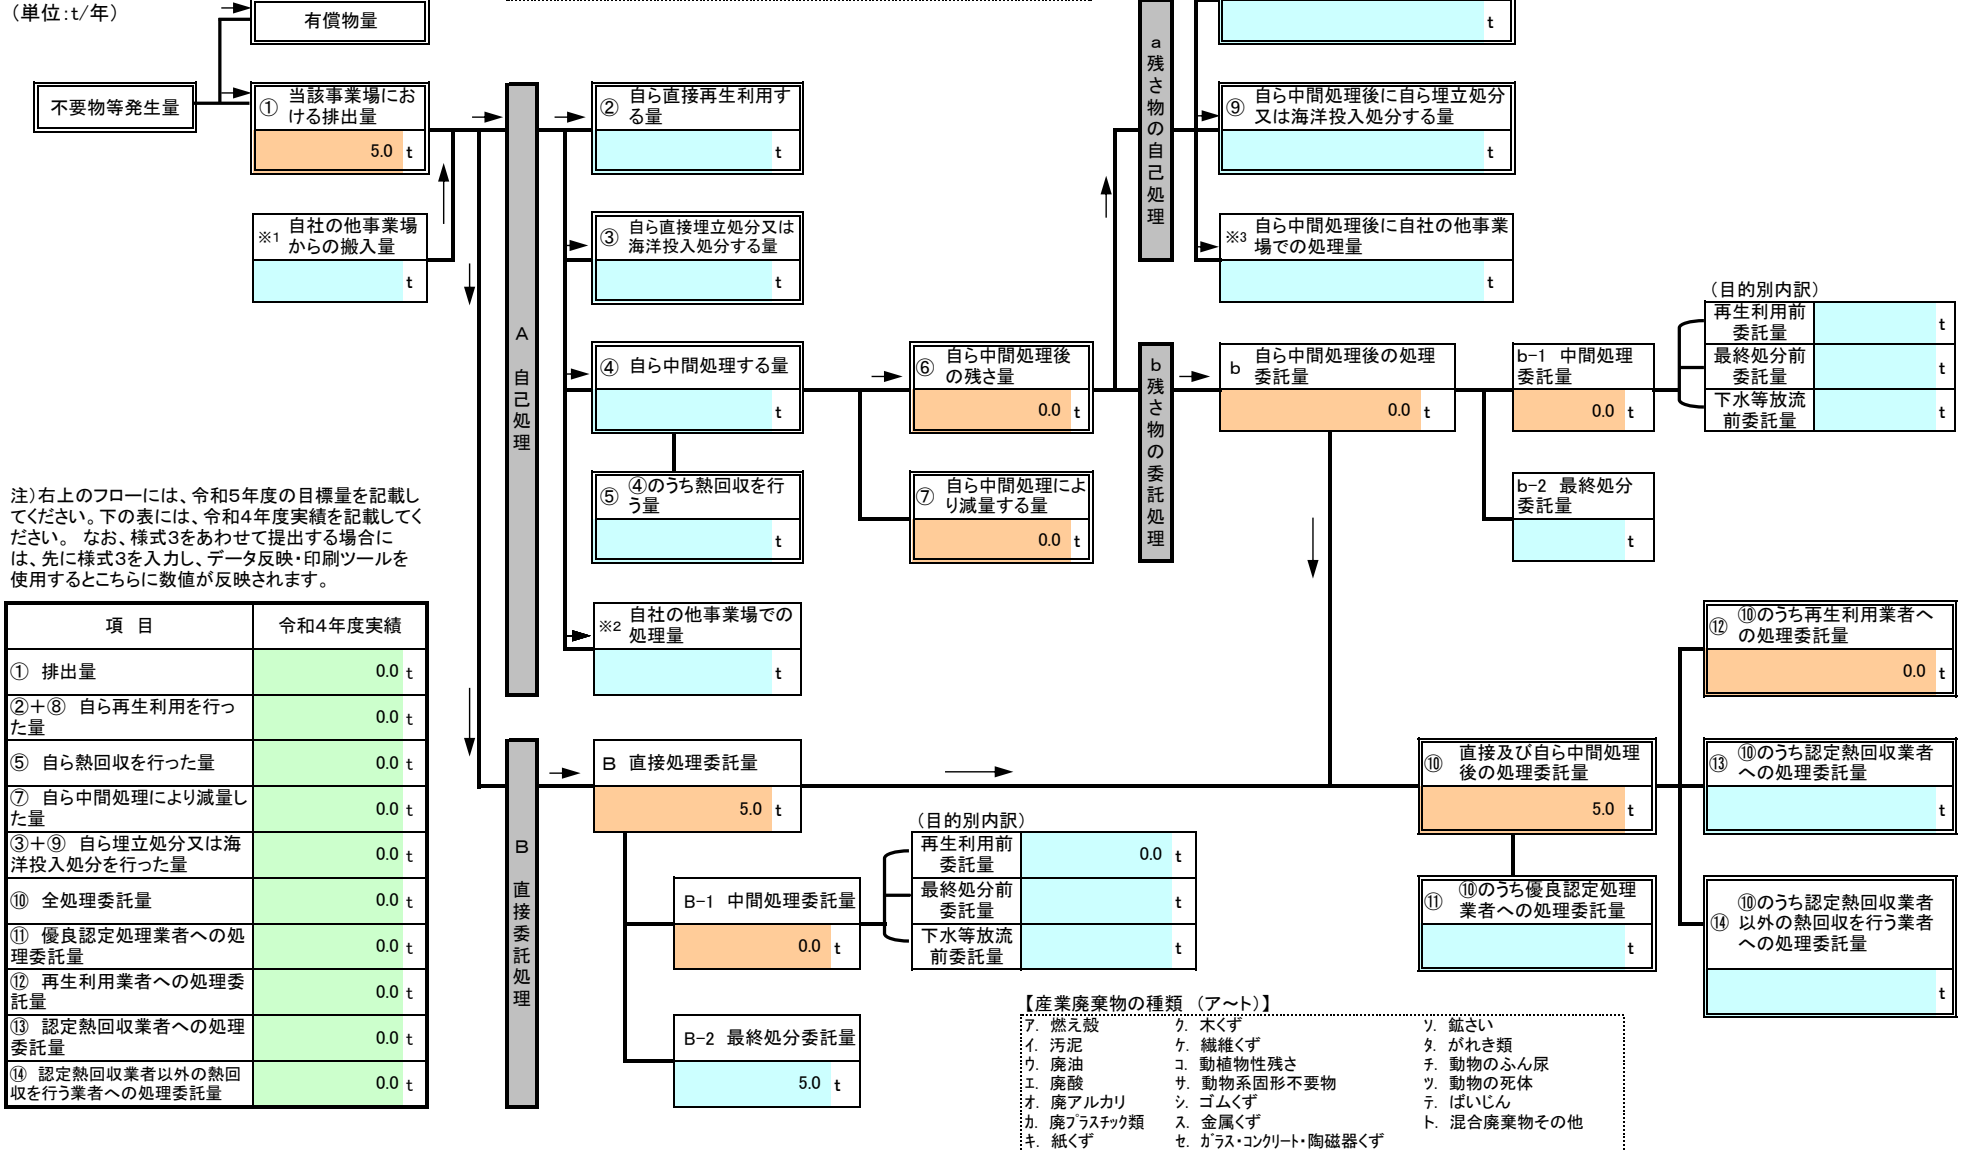 （単位：t/年）
有償物量
t
不要物等発生量
① 当該事業場にお
ける排出量
5.0 t
※1 自社の他事業場
からの搬入量
t
A 自己処理
② 自ら直接再生利用す
る量
t
③ 自ら直接埋立処分又は
海洋投入処分する量
t
④ 自ら中間処理する量
t
⑤ ④のうち熱回収を行
う量
t
※2 自社の他事業場での
処理量
t
⑥ 自ら中間処理後
の残さ量
0.0 t
⑦ 自ら中間処理によ
り減量する量
0.0 t
a 残さ物の自己処理
⑨ 自ら中間処理後に自ら埋立処分
又は海洋投入処分する量
t
※3 自ら中間処理後に自社の他事業
場での処理量
t
b 残さ物の委託処理
b 自ら中間処理後の処理
委託量
0.0 t
b-1 中間処理
委託量
0.0 t
b-2 最終処分
委託量
t
（目的別内訳）
再生利用前
委託量
t
最終処分前
委託量
t
下水等放流
前委託量
t
注）右上のフローには、令和５年度の目標量を記載し
てください。下の表には、令和４年度実績を記載してく
ださい。 なお、様式３をあわせて提出する場合に
は、先に様式３を入力し、データ反映・印刷ツールを
使用するとこちらに数値が反映されます。
項 目 令和４年度実績
① 排出量 0.0 t
②＋⑧ 自ら再生利用を行っ
た量 0.0 t
⑤ 自ら熱回収を行った量 0.0 t
⑦ 自ら中間処理により減量し
た量 0.0 t
③＋⑨ 自ら埋立処分又は海
洋投入処分を行った量 0.0 t
⑩ 全処理委託量 0.0 t
⑪ 優良認定処理業者への処
理委託量 0.0 t
⑫ 再生利用業者への処理委
託量 0.0 t
⑬ 認定熱回収業者への処理
委託量 0.0 t
⑭ 認定熱回収業者以外の熱回
収を行う業者への処理委託量 0.0 t
B 直接委託処理
B 直接処理委託量
5.0 t
B-1 中間処理委託量
0.0 t
B-2 最終処分委託量
5.0 t
（目的別内訳）
再生利用前
委託量
0.0 t
最終処分前
委託量
t
下水等放流
前委託量
t
⑩ 直接及び自ら中間処理
後の処理委託量
5.0 t
⑪ ⑩のうち優良認定処理
業者への処理委託量
t
⑫ ⑩のうち再生利用業者へ
の処理委託量
0.0 t
⑬ ⑩のうち認定熱回収業者
への処理委託量
t
⑭ ⑩のうち認定熱回収業者
以外の熱回収を行う業者
への処理委託量
t
【産業廃棄物の種類 （ア～ト）】
ア. 燃え殻
イ. 汚泥
ウ. 廃油
エ. 廃酸
オ. 廃アルカリ
カ. 廃プラスチック類
キ. 紙くず
ク. 木くず
ケ. 繊維くず
コ. 動植物性残さ
サ. 動物系固形不要物
シ. ゴムくず
ス. 金属くず
セ. ガラス・コンクリート・陶磁器くず
ソ. 鉱さい
タ. がれき類
チ. 動物のふん尿
ツ. 動物の死体
テ. ばいじん
ト. 混合廃棄物その他